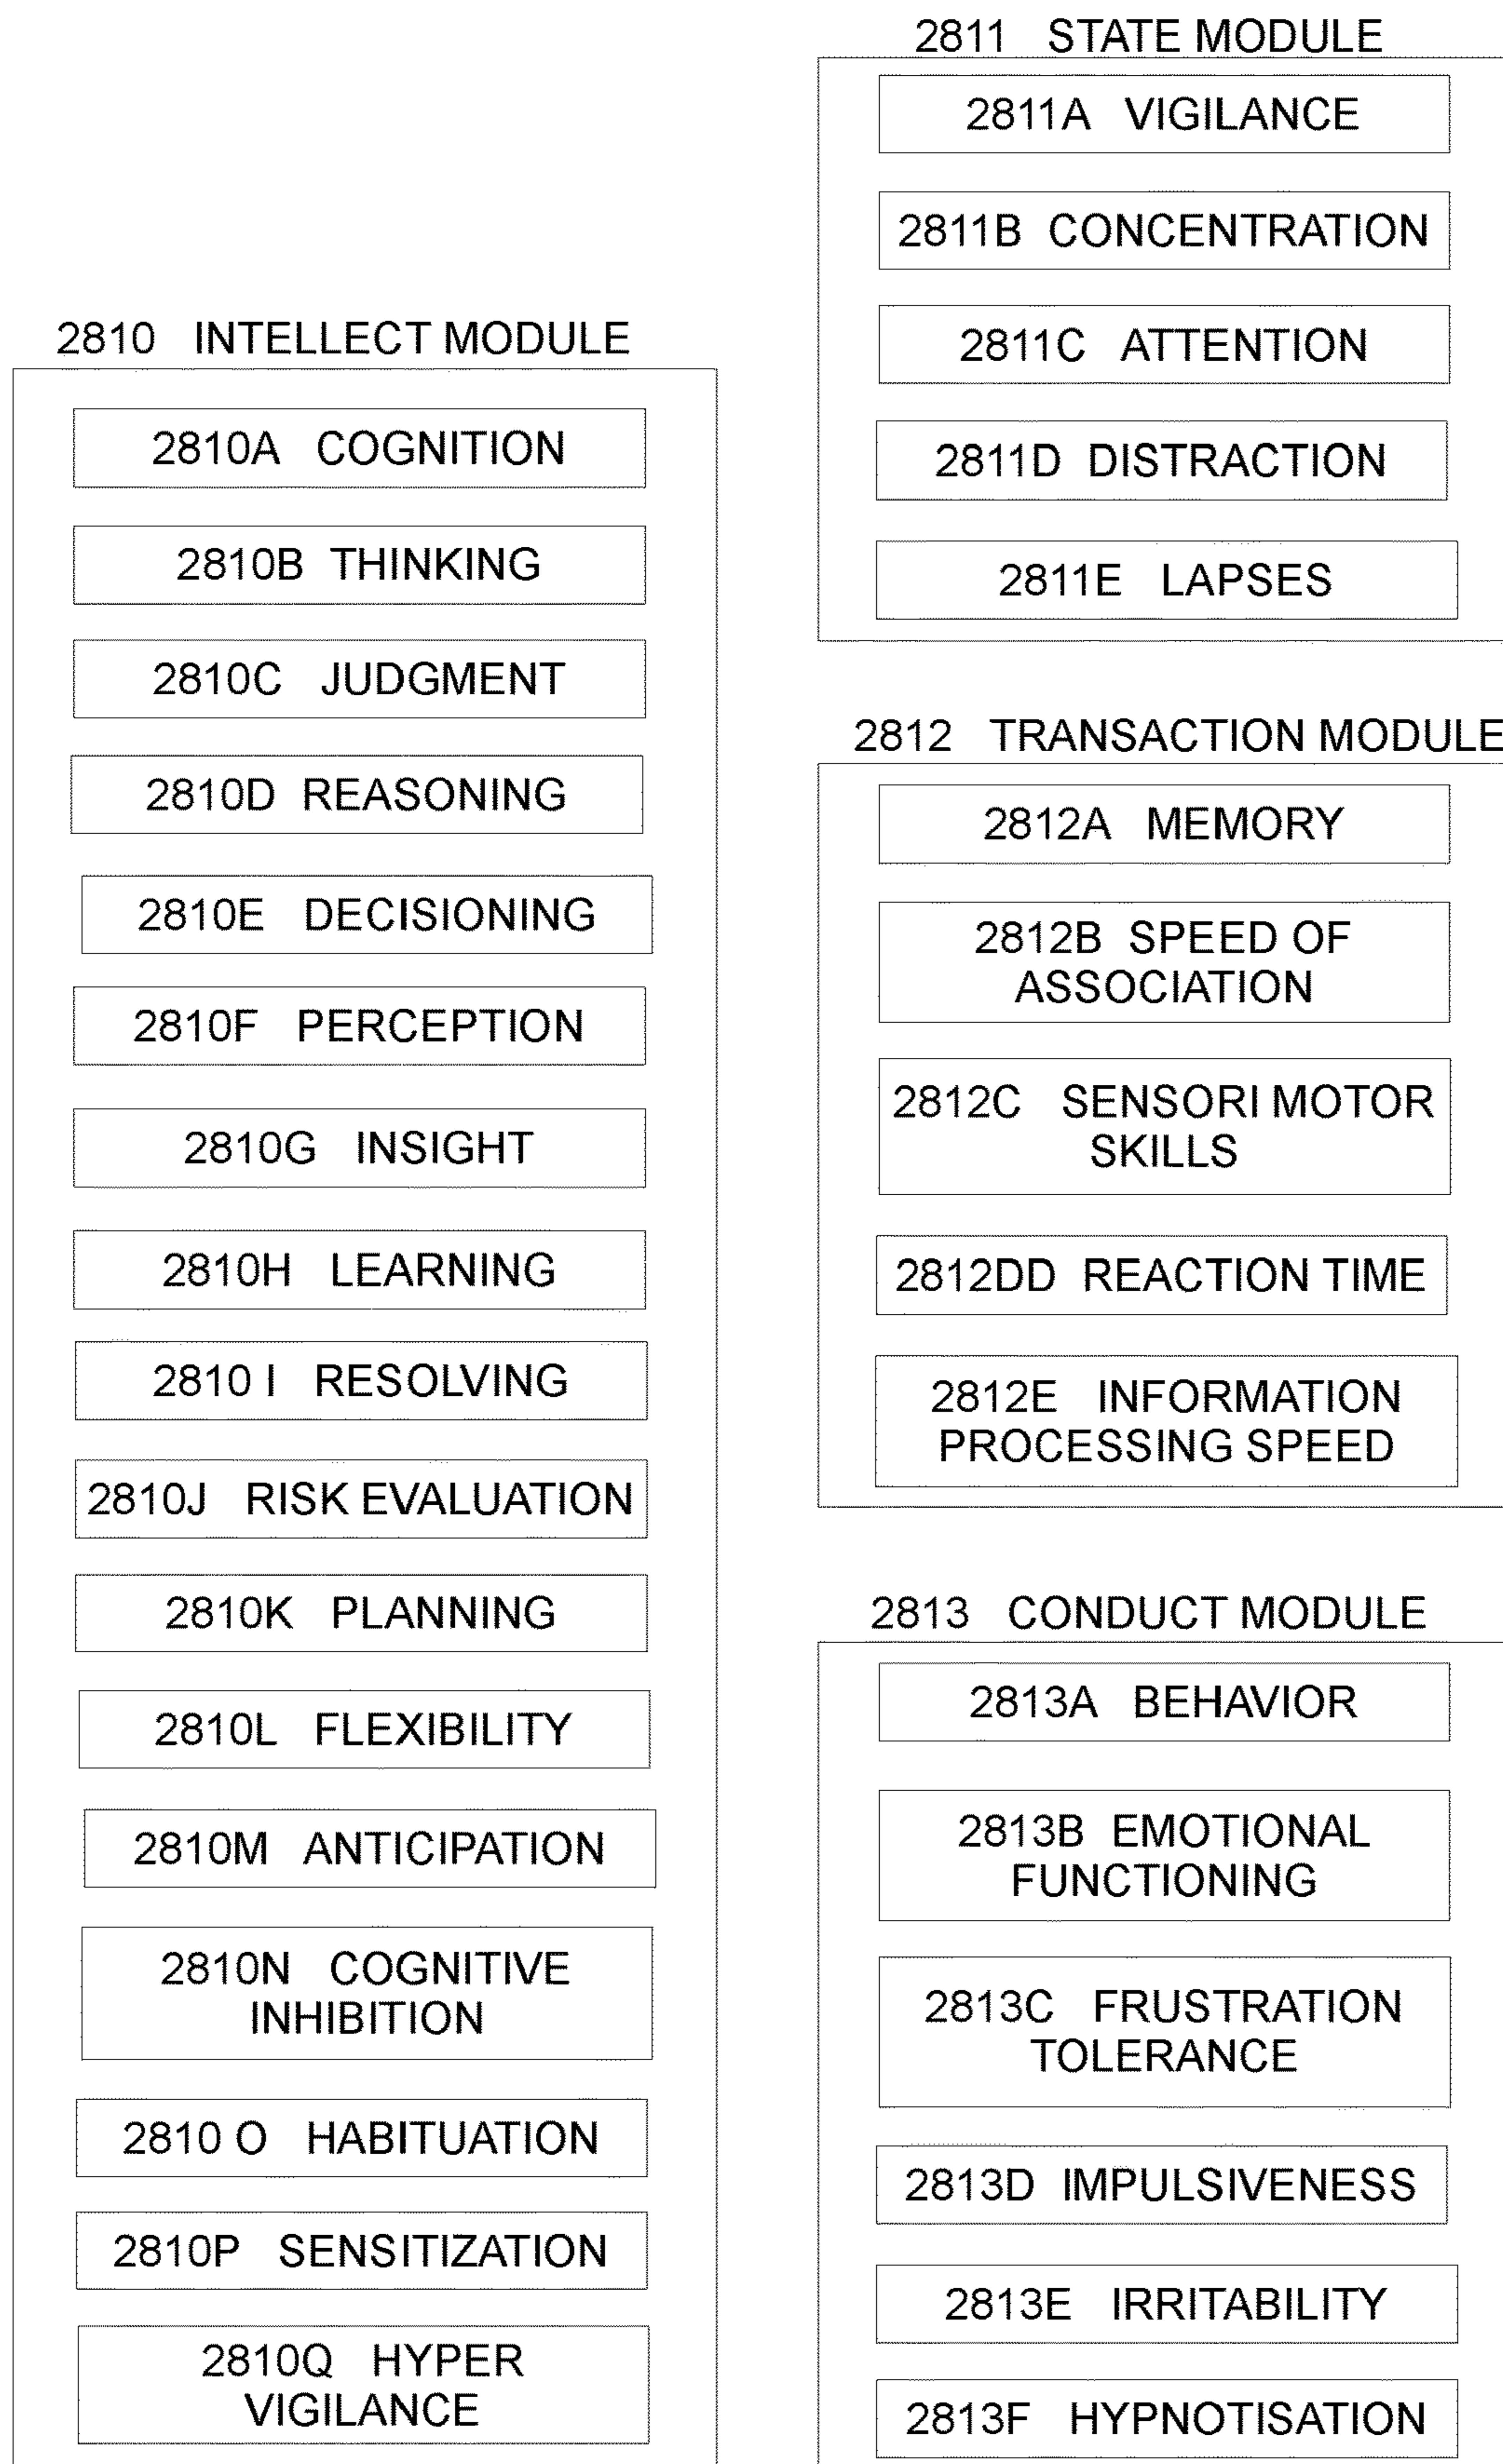 2810 INTELLECT MODULE
2810A COGNITION
2810B THINKING
2810C JUDGMENT
2810D REASONING
2810E DECISIONING
2810F PERCEPTION
2810G INSIGHT
2810H LEARNING
2810 I RESOLVING
2810J RISK EVALUATION
2810K PLANNING
2810L FLEXIBILITY
2810M ANTICIPATION
2810N COGNITIVE
INHIBITION
2810 O HABITUATION
2810P SENSITIZATION
2810Q HYPER
VIGILANCE
2811 STATE MODULE
2811A VIGILANCE
2811B CONCENTRATION
2811C ATTENTION
2811D DISTRACTION
2811E LAPSES
2812 TRANSACTION MODULE
2812A MEMORY
2812B SPEED OF
ASSOCIATION
2812C SENSORI MOTOR
SKILLS
2812DD REACTION TIME
2812E INFORMATION
PROCESSING SPEED
2813 CONDUCT MODULE
2813A BEHAVIOR
2813B EMOTIONAL
FUNCTIONING
2813C FRUSTRATION
TOLERANCE
2813D IMPULSIVENESS
2813E IRRITABILITY
2813F HYPNOTISATION